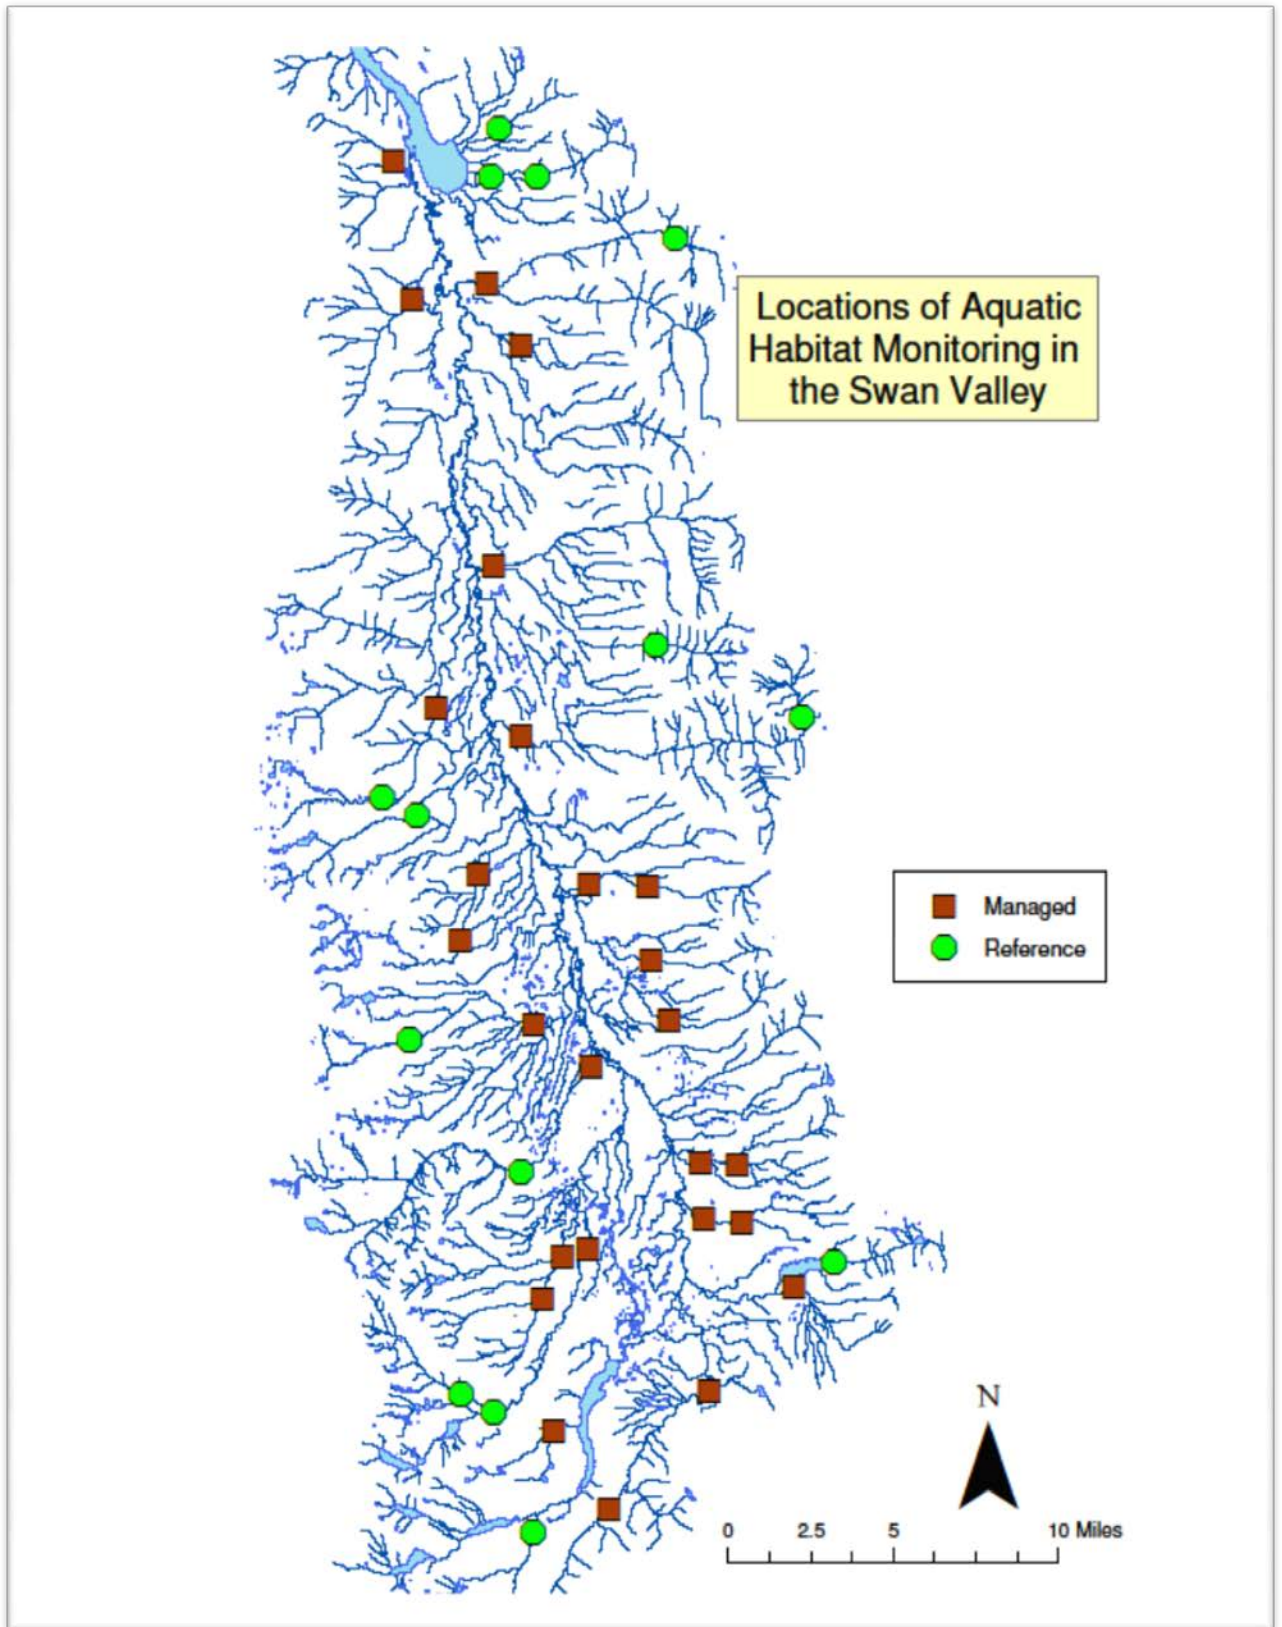 Locations of Aquatic
Habitat Monitoring in
the Swan Valley
Managed
Reference
N
0 2.5 5 10 Miles